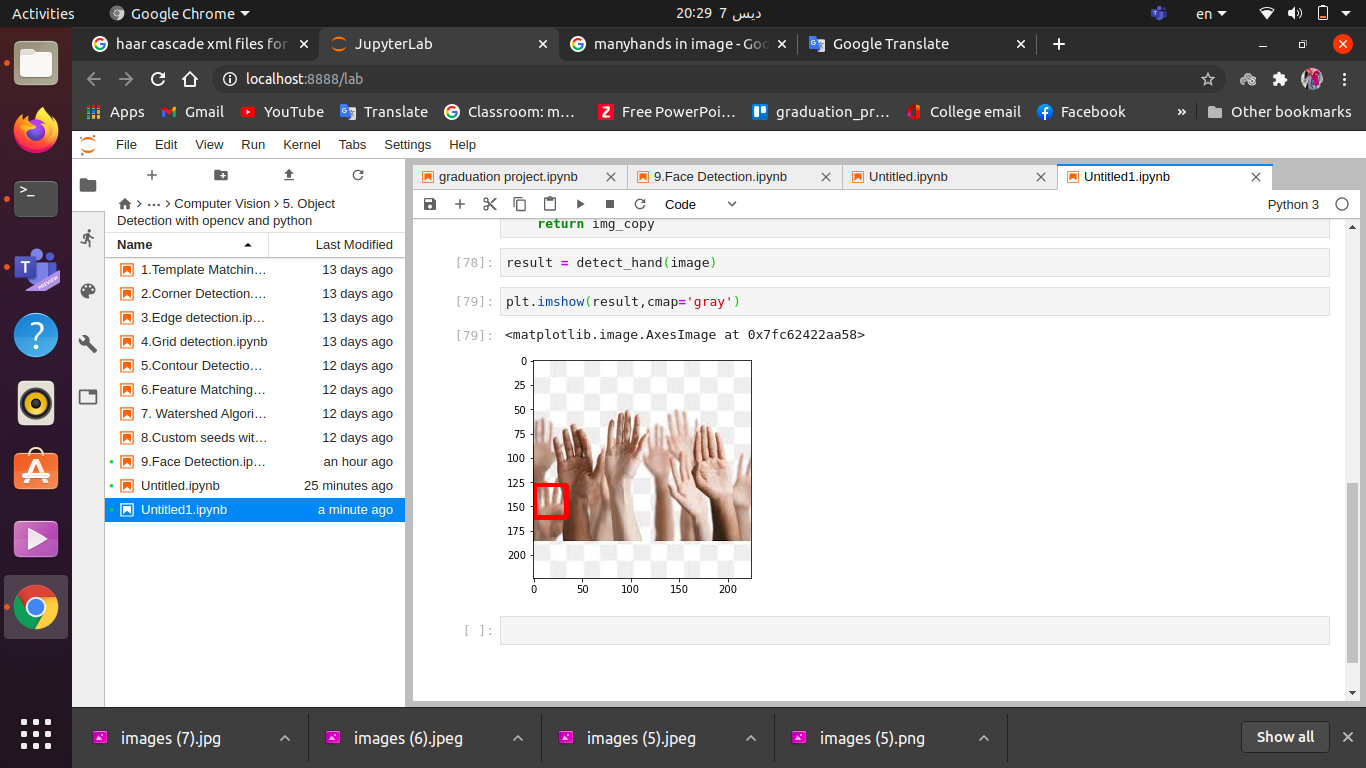 Activities
Google Chrome
20:29 7 ديس
en
haar cascade xml files for
JupyterLab
manyhands in image - Goo
Google Translate
localhost:8888/lab
Apps
Gmail
YouTube
Translate
Classroom: m...
Free PowerPoi...
graduation_pr...
College email
Facebook
»
Other bookmarks
File Edit View Run Kernel Tabs Settings Help
graduation project.ipynb
9.Face Detection.ipynb
Untitled.ipynb
Untitled1.ipynb
Code
Python 3
> ... > Computer Vision > 5. Object
Detection with opencv and python
Name Last Modified
1.Template Matchin... 13 days ago
2.Corner Detection.... 13 days ago
3.Edge detection.ip... 13 days ago
4.Grid detection.ipynb 13 days ago
5.Contour Detectio... 12 days ago
6.Feature Matching... 12 days ago
7. Watershed Algori... 12 days ago
8.Custom seeds wit... 12 days ago
9.Face Detection.ip... an hour ago
Untitled.ipynb 25 minutes ago
Untitled1.ipynb a minute ago
return img_copy
[78]: result = detect_hand(image)
[79]: plt.imshow(result,cmap='gray')
[79]: <matplotlib.image.AxesImage at 0x7fc62422aa58>
0
25
50
75
100
125
150
175
200
0 50 100 150 200
[ ]:
images (7).jpg
images (6).jpeg
images (5).jpeg
images (5).png
Show all